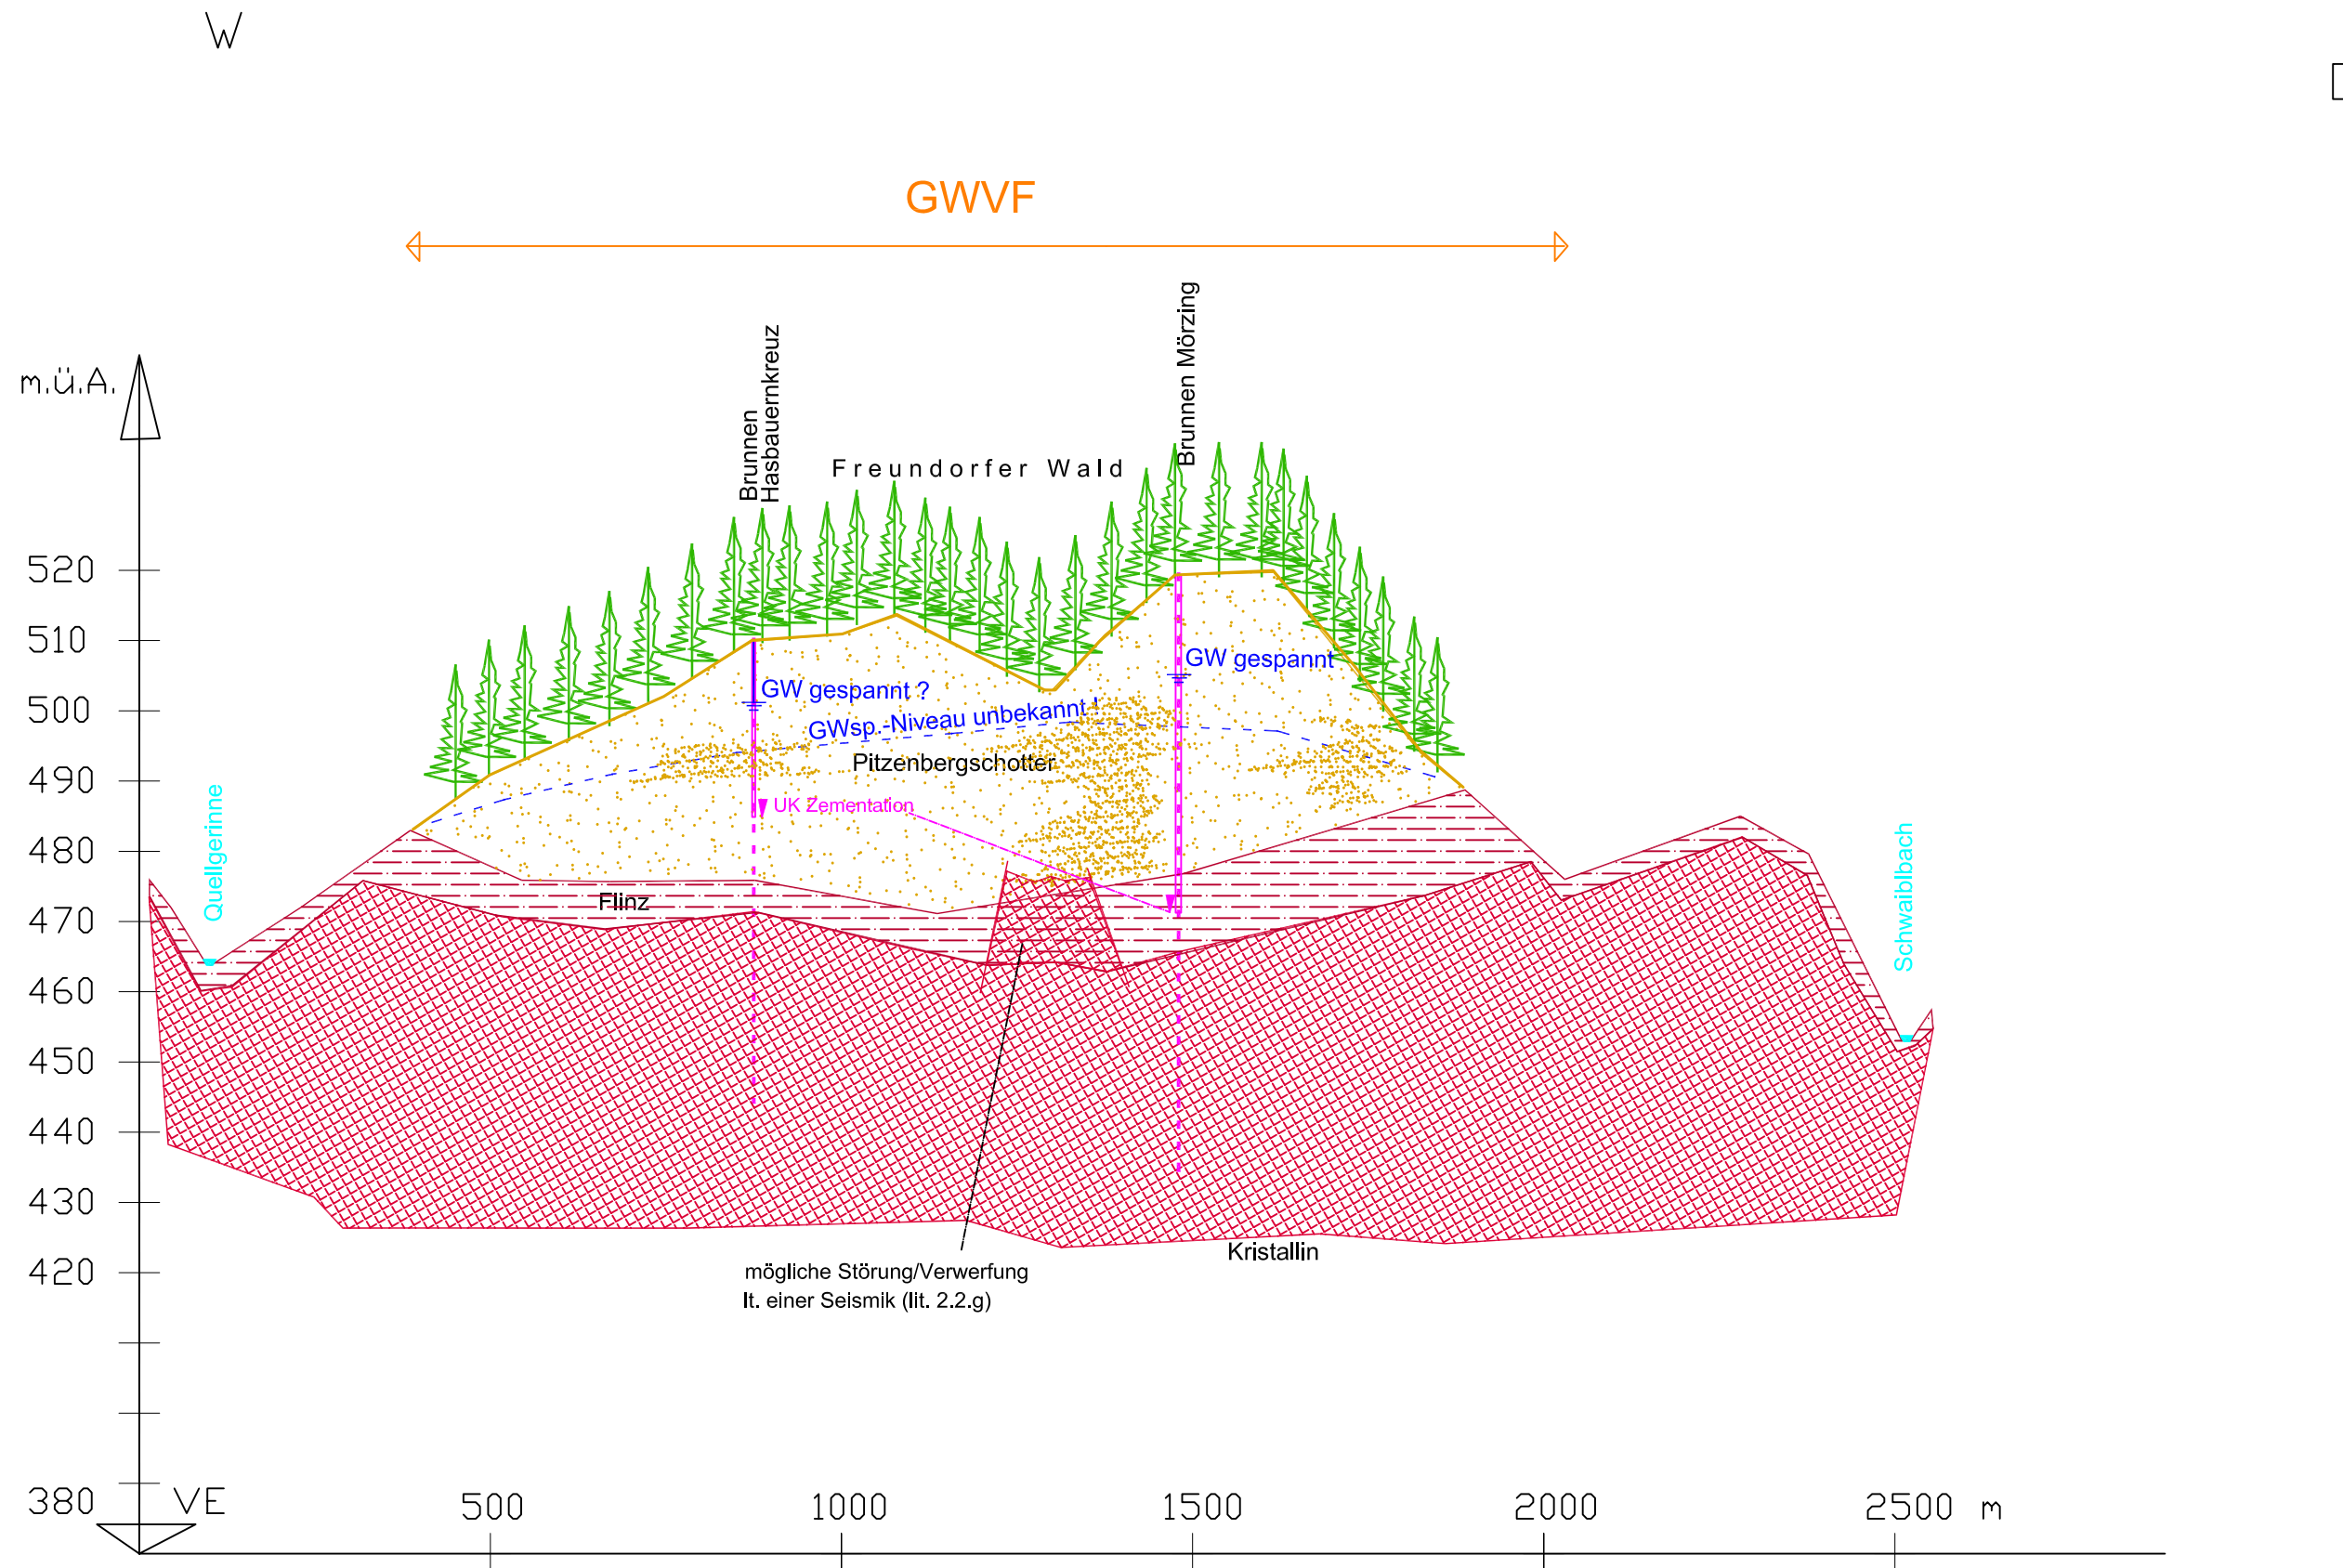 W
GWVF
m.ü.A.
Brunnen
Hasbauernkreuz
Brunnen Mörzing
Freundorfer Wald
520
510
500
490
480
470
460
450
440
430
420
380
GW gespannt ?
GW gespannt
GWsp.-Niveau unbekannt !
Pitzenbergschotter
UK Zementation
Quellgerinne
Schwaiblbach
Flinz
Kristallin
mögliche Störung/Verwerfung
lt. einer Seismik (lit. 2.2.g)
VE
500
1000
1500
2000
2500 m